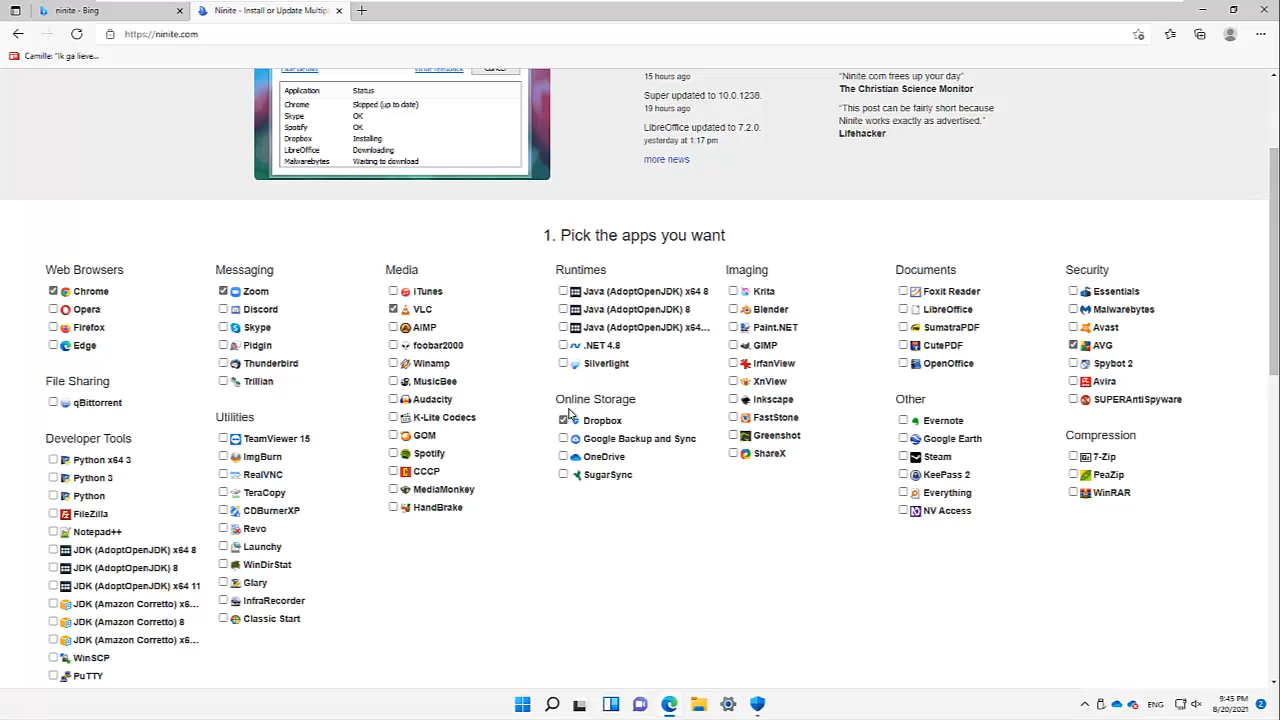 ninite - Bing
Ninite - Install or Update Multip
https://ninite.com
Camille: "Ik ga lieve...
Application Status
Chrome Skipped (up to date)
Skype OK
Spotify OK
Dropbox Installing
LibreOffice Downloading
Malwarebytes Waiting to download
15 hours ago
Super updated to 10.0.1238.
19 hours ago
LibreOffice updated to 7.2.0.
yesterday at 1:17 pm
more news
"Ninite.com frees up your day"
The Christian Science Monitor
"This post can be fairly short because
Ninite works exactly as advertised."
Lifehacker
1. Pick the apps you want
Web Browsers
Chrome
Opera
Firefox
Edge
File Sharing
qBittorrent
Developer Tools
Python x64 3
Python 3
Python
FileZilla
Notepad++
JDK (AdoptOpenJDK) x64 8
JDK (AdoptOpenJDK) 8
JDK (AdoptOpenJDK) x64 11
JDK (Amazon Corretto) x6...
JDK (Amazon Corretto) 8
JDK (Amazon Corretto) x6...
WinSCP
PuTTY
Messaging
Zoom
Discord
Skype
Pidgin
Thunderbird
Trillian
Utilities
TeamViewer 15
ImgBurn
RealVNC
TeraCopy
CDBurnerXP
Revo
Launchy
WinDirStat
Glary
InfraRecorder
Classic Start
Media
iTunes
VLC
AIMP
foobar2000
Winamp
MusicBee
Audacity
K-Lite Codecs
GOM
Spotify
CCCP
MediaMonkey
HandBrake
Runtimes
Java (AdoptOpenJDK) x64 8
Java (AdoptOpenJDK) 8
Java (AdoptOpenJDK) x64...
.NET 4.8
Silverlight
Online Storage
Dropbox
Google Backup and Sync
OneDrive
SugarSync
Imaging
Krita
Blender
Paint.NET
GIMP
IrfanView
XnView
Inkscape
FastStone
Greenshot
ShareX
Documents
Foxit Reader
LibreOffice
SumatraPDF
CutePDF
OpenOffice
Other
Evernote
Google Earth
Steam
KeePass 2
Everything
NV Access
Security
Essentials
Malwarebytes
Avast
AVG
Spybot 2
Avira
SUPERAntiSpyware
Compression
7-Zip
PeaZip
WinRAR
ENG
9:45 PM
8/20/2021
2